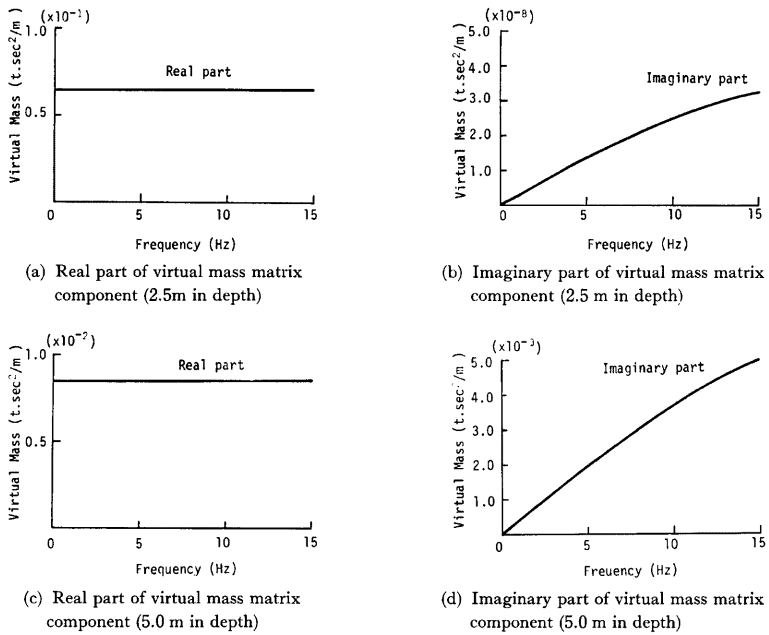 (x10⁻¹)
1.0
0.5
0
5
10
15
Real part
Virtual Mass (t.sec²/m)
Frequency (Hz)
(a) Real part of virtual mass matrix
component (2.5m in depth)
(x10⁻⁸)
5.0
4.0
3.0
2.0
1.0
0
5
10
15
Imaginary part
Virtual Mass (t.sec²/m)
Frequency (Hz)
(b) Imaginary part of virtual mass matrix
component (2.5 m in depth)
(x10⁻²)
1.0
0.5
0
5
10
15
Real part
Virtual Mass (t.sec²/m)
Frequency (Hz)
(c) Real part of virtual mass matrix
component (5.0 m in depth)
(x10⁻³)
5.0
4.0
3.0
2.0
1.0
0
5
10
15
Imaginary part
Virtual Mass (t.sec²/m)
Freuency (Hz)
(d) Imaginary part of virtual mass matrix
component (5.0 m in depth)